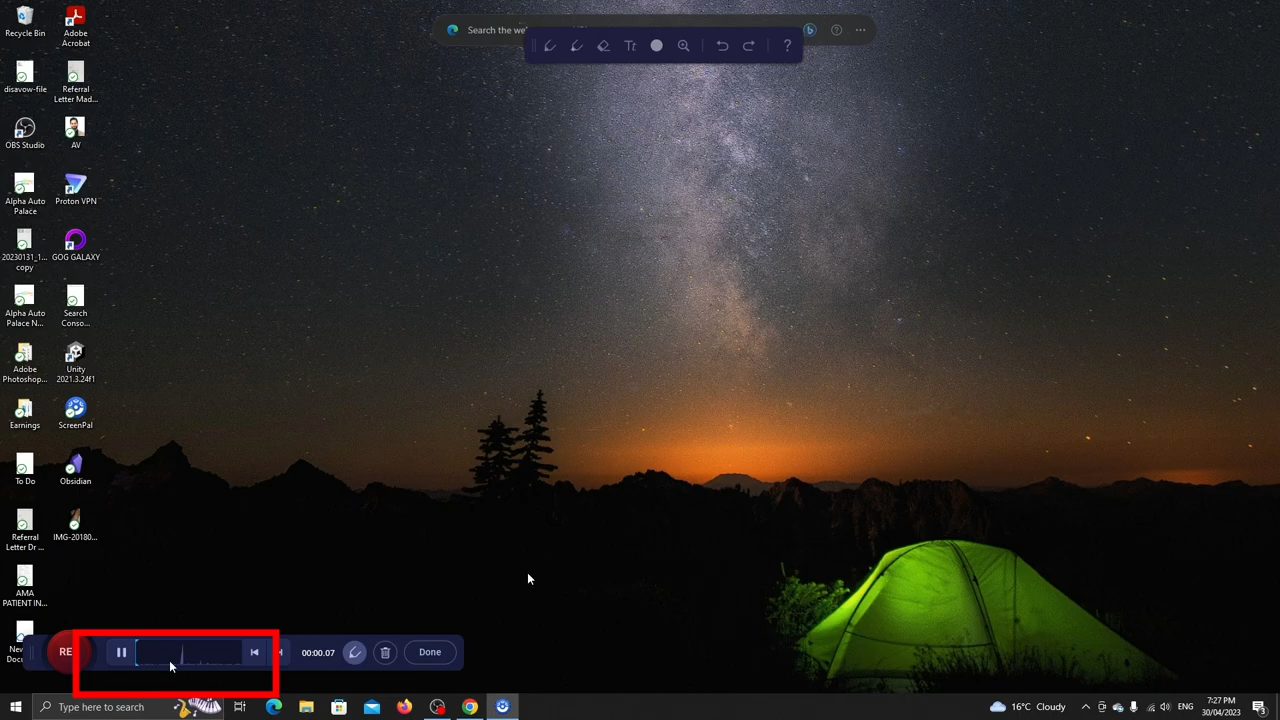 Recycle Bin
Adobe
Acrobat
Search the we
disavow-file
Referral
Letter Mad...
OBS Studio
AV
Alpha Auto
Palace
Proton VPN
20230131_1...
copy
GOG GALAXY
Alpha Auto
Palace N...
Search
Conso...
Adobe
Photoshop...
Unity
2021.3.24f1
Earnings
ScreenPal
To Do
Obsidian
Referral
Letter Dr ...
IMG-20180...
AMA
PATIENT IN...
New
Docu...
RE
00:00.07
Done
Type here to search
16°C Cloudy
ENG
7:27 PM
30/04/2023